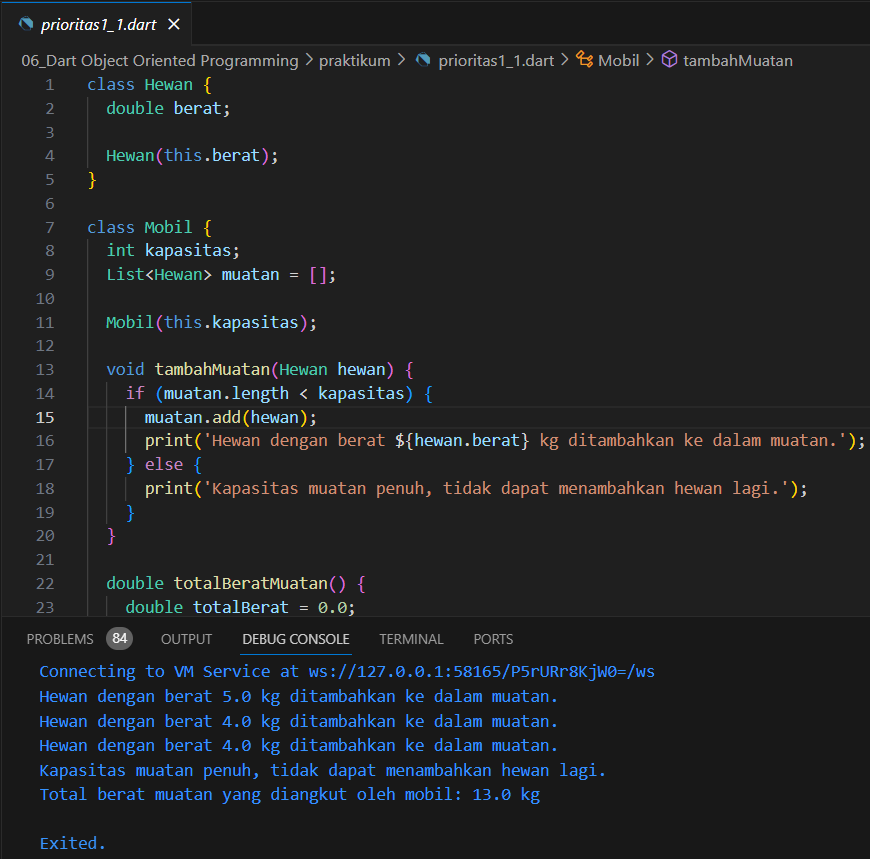 prioritas1_1.dart ×
06_Dart Object Oriented Programming > praktikum > prioritas1_1.dart > Mobil > tambahMuatan
1 class Hewan {
2 double berat;
3
4 Hewan(this.berat);
5 }
6
7 class Mobil {
8 int kapasitas;
9 List<Hewan> muatan = [];
10
11 Mobil(this.kapasitas);
12
13 void tambahMuatan(Hewan hewan) {
14 if (muatan.length < kapasitas) {
15 muatan.add(hewan);
16 print('Hewan dengan berat ${hewan.berat} kg ditambahkan ke dalam muatan.');
17 } else {
18 print('Kapasitas muatan penuh, tidak dapat menambahkan hewan lagi.');
19 }
20 }
21
22 double totalBeratMuatan() {
23 double totalBerat = 0.0;
PROBLEMS 84 OUTPUT DEBUG CONSOLE TERMINAL PORTS
Connecting to VM Service at ws://127.0.0.1:58165/P5rURr8KjW0=/ws
Hewan dengan berat 5.0 kg ditambahkan ke dalam muatan.
Hewan dengan berat 4.0 kg ditambahkan ke dalam muatan.
Hewan dengan berat 4.0 kg ditambahkan ke dalam muatan.
Kapasitas muatan penuh, tidak dapat menambahkan hewan lagi.
Total berat muatan yang diangkut oleh mobil: 13.0 kg
Exited.